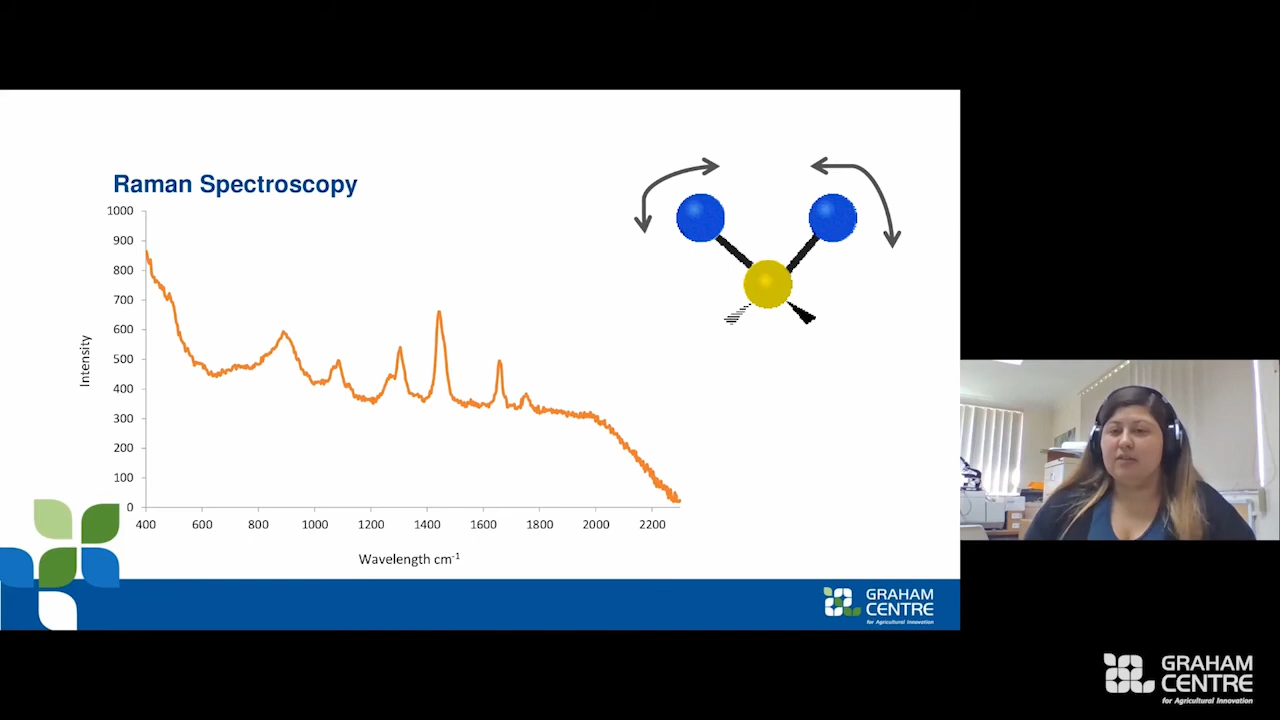 Raman Spectroscopy
1000
900
800
700
600
500
400
300
200
100
0
Intensity
400 600 800 1000 1200 1400 1600 1800 2000 2200
Wavelength cm-1
GRAHAM
CENTRE
for Agricultural Innovation
GRAHAM
CENTRE
for Agricultural Innovation